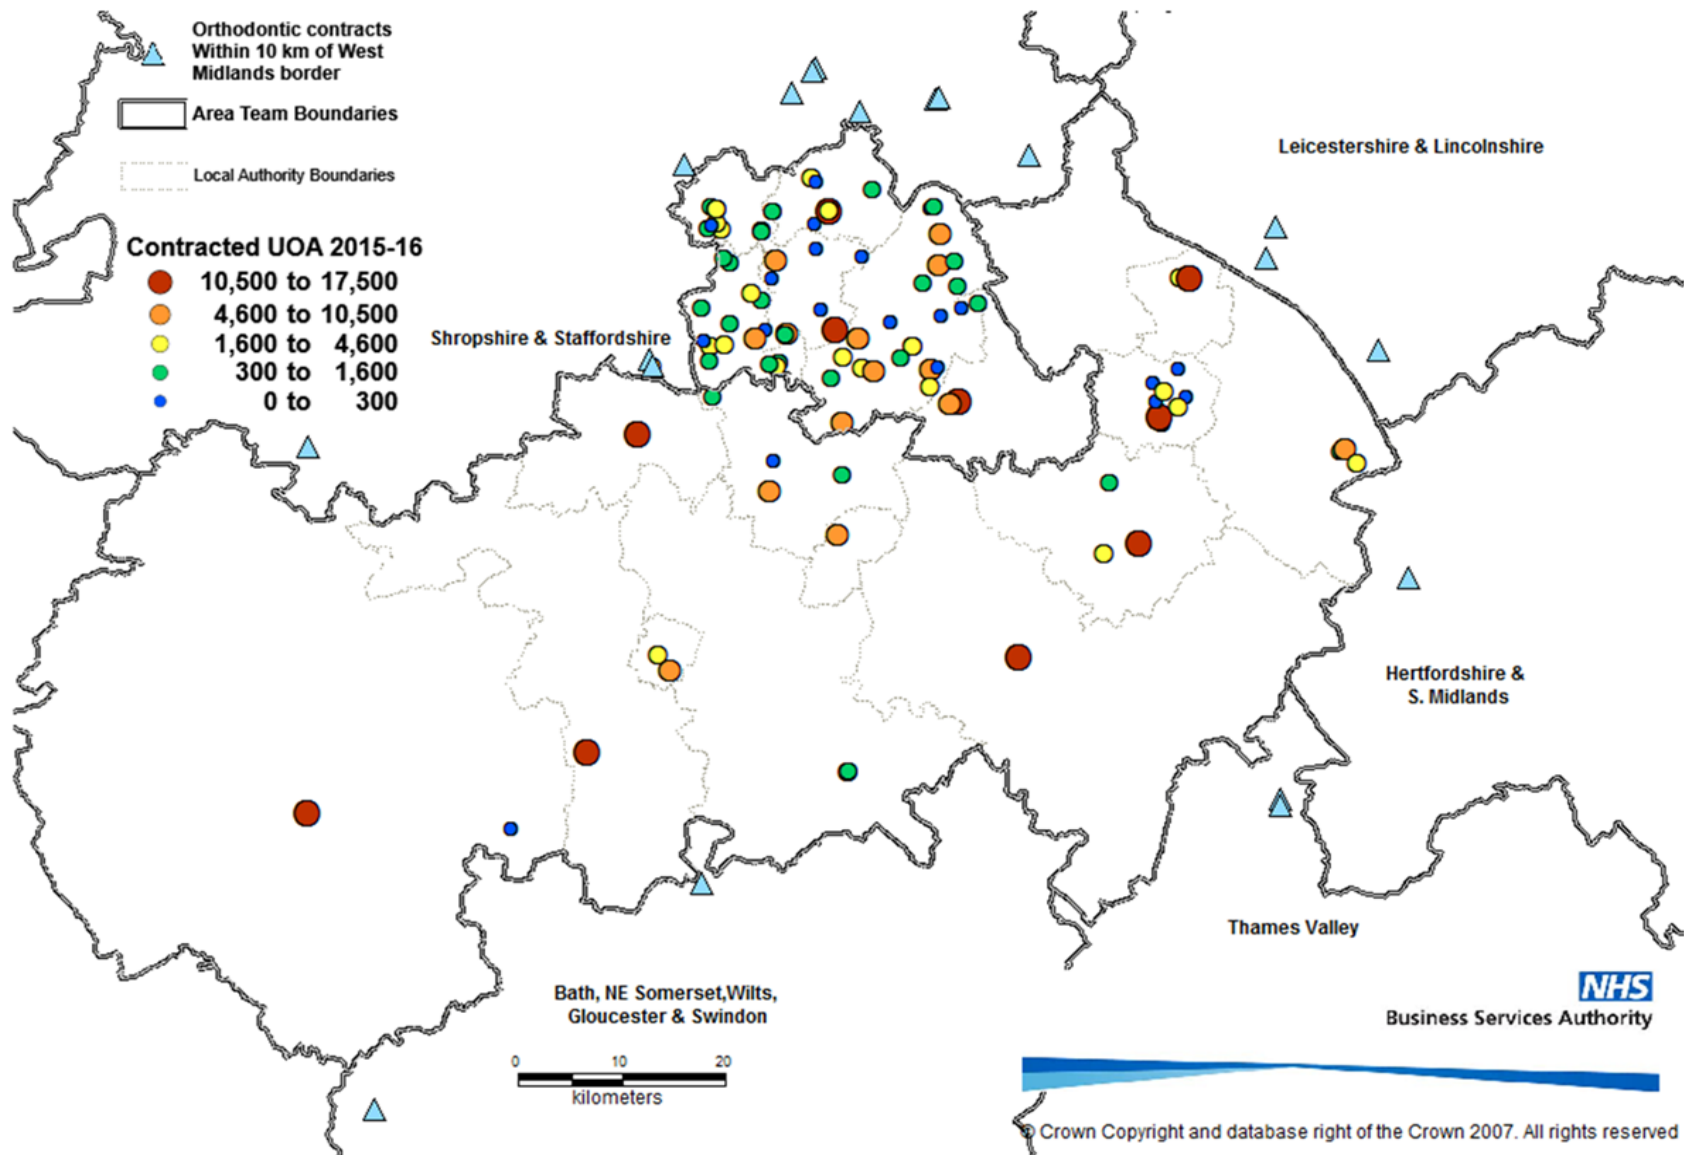 Orthodontic contracts
Within 10 km of West
Midlands border
Area Team Boundaries
Local Authority Boundaries
Contracted UOA 2015-16
10,500 to 17,500
4,600 to 10,500
1,600 to 4,600
300 to 1,600
0 to 300
Leicestershire & Lincolnshire
Shropshire & Staffordshire
Hertfordshire &
S. Midlands
Thames Valley
Bath, NE Somerset,Wilts,
Gloucester & Swindon
0 10 20
kilometers
NHS
Business Services Authority
© Crown Copyright and database right of the Crown 2007. All rights reserved